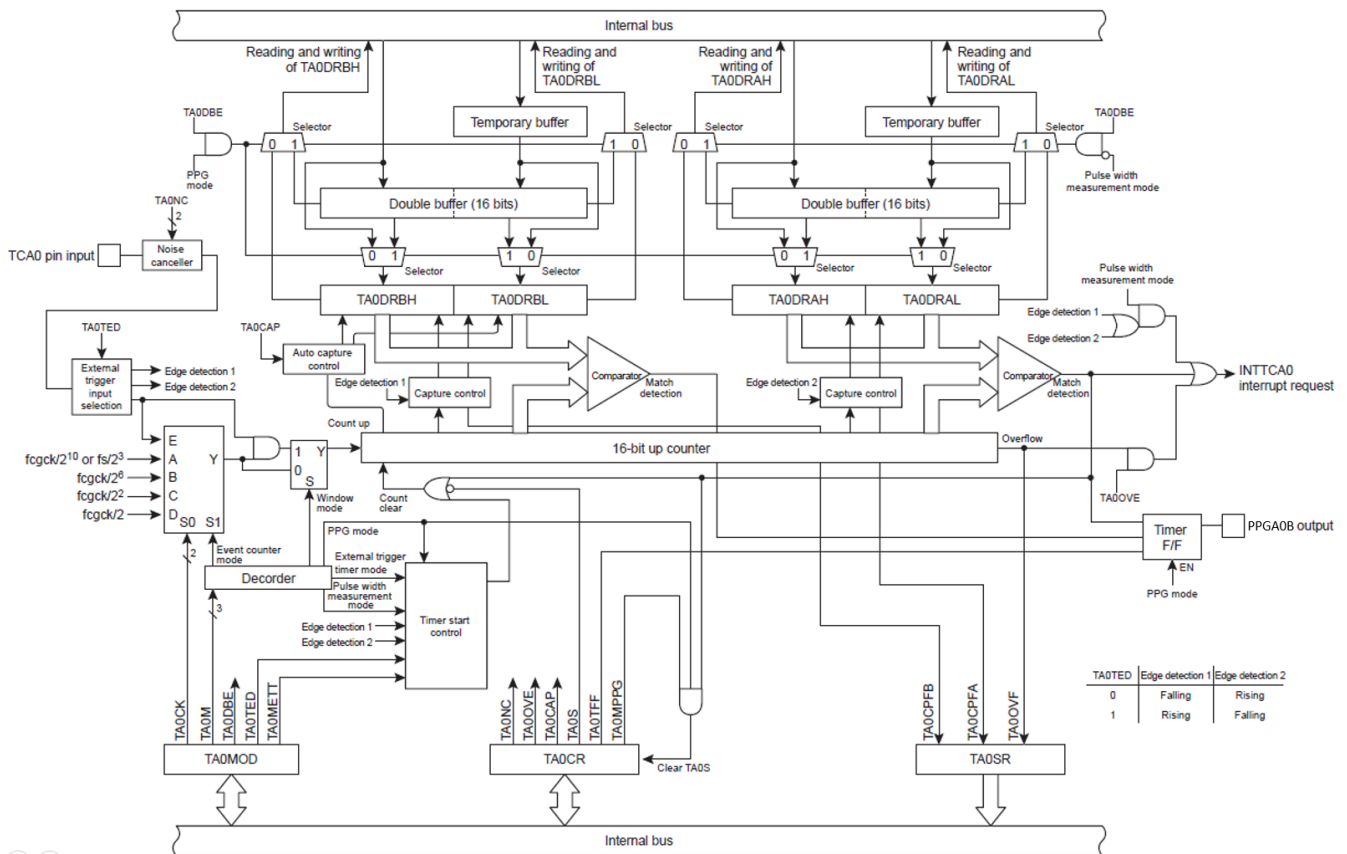 Internal bus
Reading and
writing
of TA0DRBH
Reading and
writing of
TA0DRBL
Reading and
writing of
TA0DRAH
Reading and
writing of
TA0DRAL
TA0DBE
Selector
Temporary buffer
Selector
Selector
Temporary buffer
Selector
TA0DBE
0 1
1 0
0 1
1 0
PPG
mode
Pulse width
measurement mode
TA0NC
2
Double buffer (16 bits)
Double buffer (16 bits)
TCA0 pin input
Noise
canceller
0 1
1 0
0 1
1 0
Selector
Selector
Selector
Selector
Pulse width
measurement mode
TA0DRBH
TA0DRBL
TA0DRAH
TA0DRAL
Edge detection 1
Edge detection 2
TA0TED
TA0CAP
Auto capture
control
External
trigger
input
selection
Edge detection 1
Edge detection 2
Edge detection 1
Capture control
Comparator
Match
detection
Edge detection 2
Capture control
Comparator
Match
detection
INTTCA0
interrupt request
Count up
16-bit up counter
Overflow
TA0OVE
E
A
B
C
D
Y
S0 S1
fcgck/2¹⁰ or fs/2³
fcgck/2⁶
fcgck/2²
fcgck/2
1 Y
0
S
Window
mode
Count
clear
PPG mode
2
Event counter
mode
Decorder
3
External trigger
timer mode
Pulse width
measurement
mode
Edge detection 1
Edge detection 2
Timer start
control
Timer
F/F
EN
PPG mode
PPGA0B output
TA0CK
TA0M
TA0DBE
TA0TED
TA0METT
TA0NC
TA0OVE
TA0CAP
TA0S
TA0TFF
TA0MPPG
TA0CPFB
TA0CPFA
TA0OVF
TA0TED Edge detection 1 Edge detection 2
0 Falling Rising
1 Rising Falling
TA0MOD
TA0CR
Clear TA0S
TA0SR
Internal bus